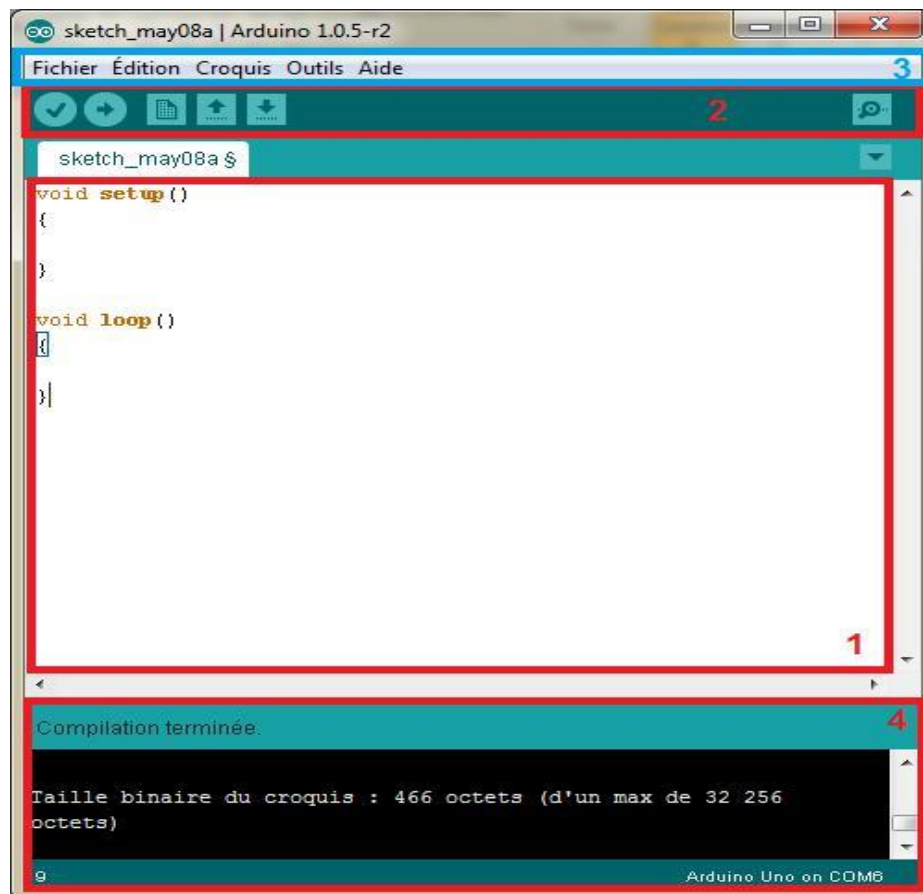 sketch_may08a | Arduino 1.0.5-r2
Fichier Édition Croquis Outils Aide
3
2
sketch_may08a §
void setup()
{
}
void loop()
{
}
1
4
Compilation terminée.
Taille binaire du croquis : 466 octets (d'un max de 32 256
octets)
9
Arduino Uno on COM6